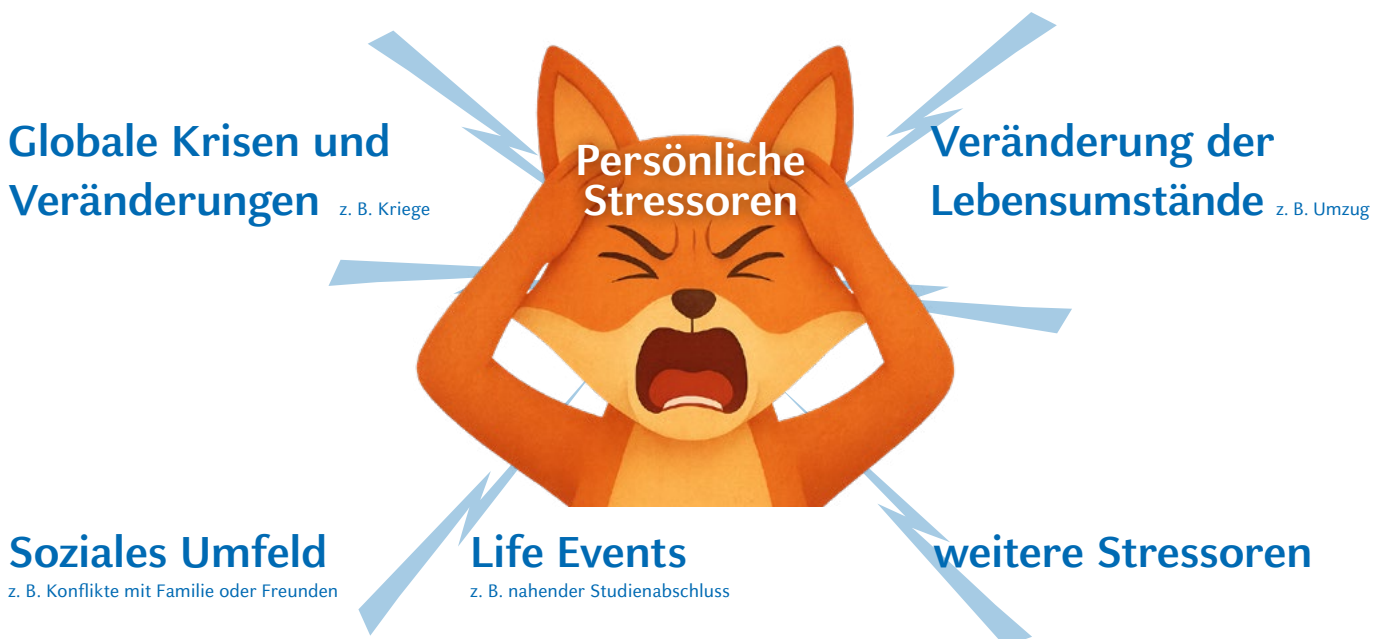 Globale Krisen und
Veränderungen z. B. Kriege
Persönliche
Stressoren
Veränderung der
Lebensumstände z. B. Umzug
Soziales Umfeld
z. B. Konflikte mit Familie oder Freunden
Life Events
z. B. nahender Studienabschluss
weitere Stressoren